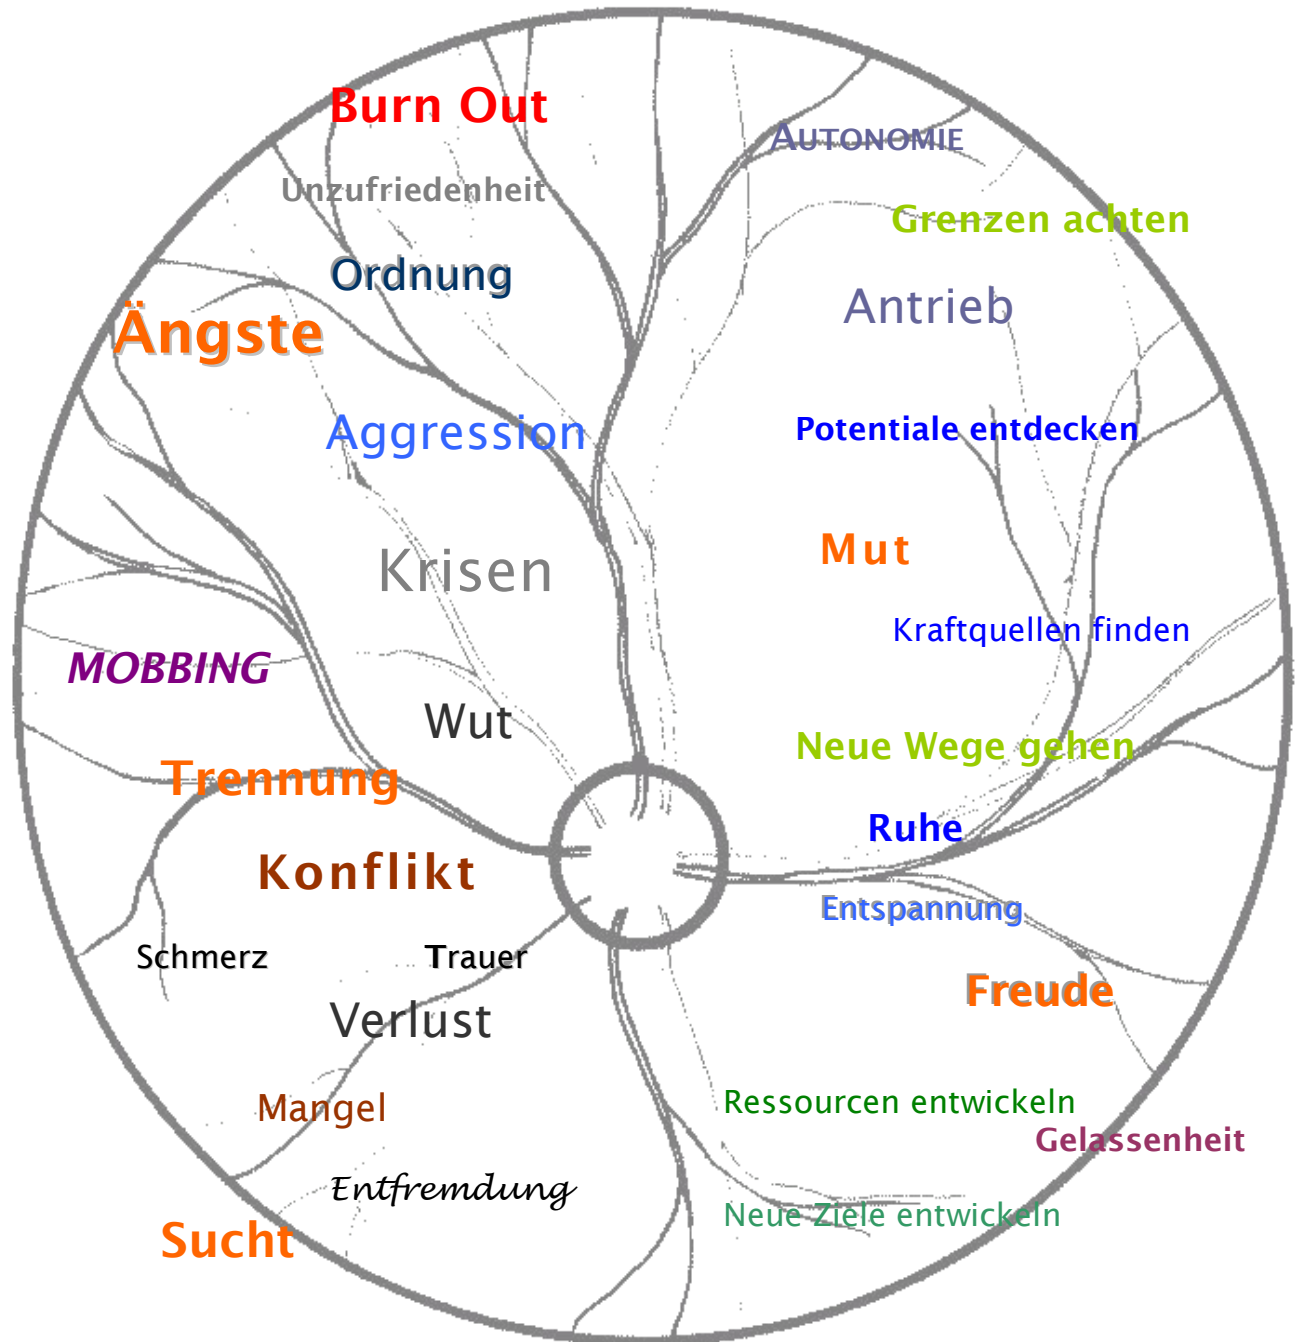 Burn Out
AUTONOMIE
Unzufriedenheit
Grenzen achten
Ordnung
Antrieb
Ängste
Aggression
Potentiale entdecken
Mut
Krisen
Kraftquellen finden
MOBBING
Wut
Neue Wege gehen
Trennung
Ruhe
Konflikt
Entspannung
Schmerz
Trauer
Freude
Verlust
Ressourcen entwickeln
Mangel
Gelassenheit
Entfremdung
Neue Ziele entwickeln
Sucht